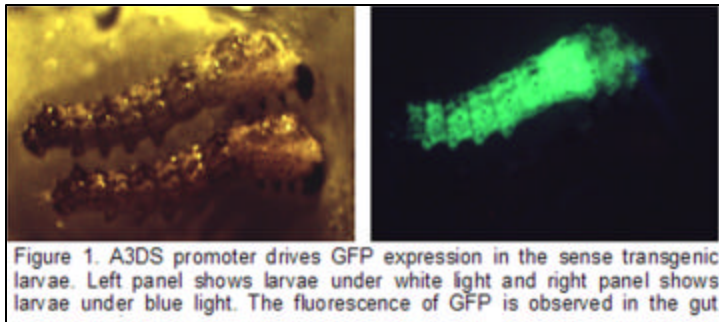 Figure 1. A3DS promoter drives GFP expression in the sense transgenic
larvae. Left panel shows larvae under white light and right panel shows
larvae under blue light. The fluorescence of GFP is observed in the gut